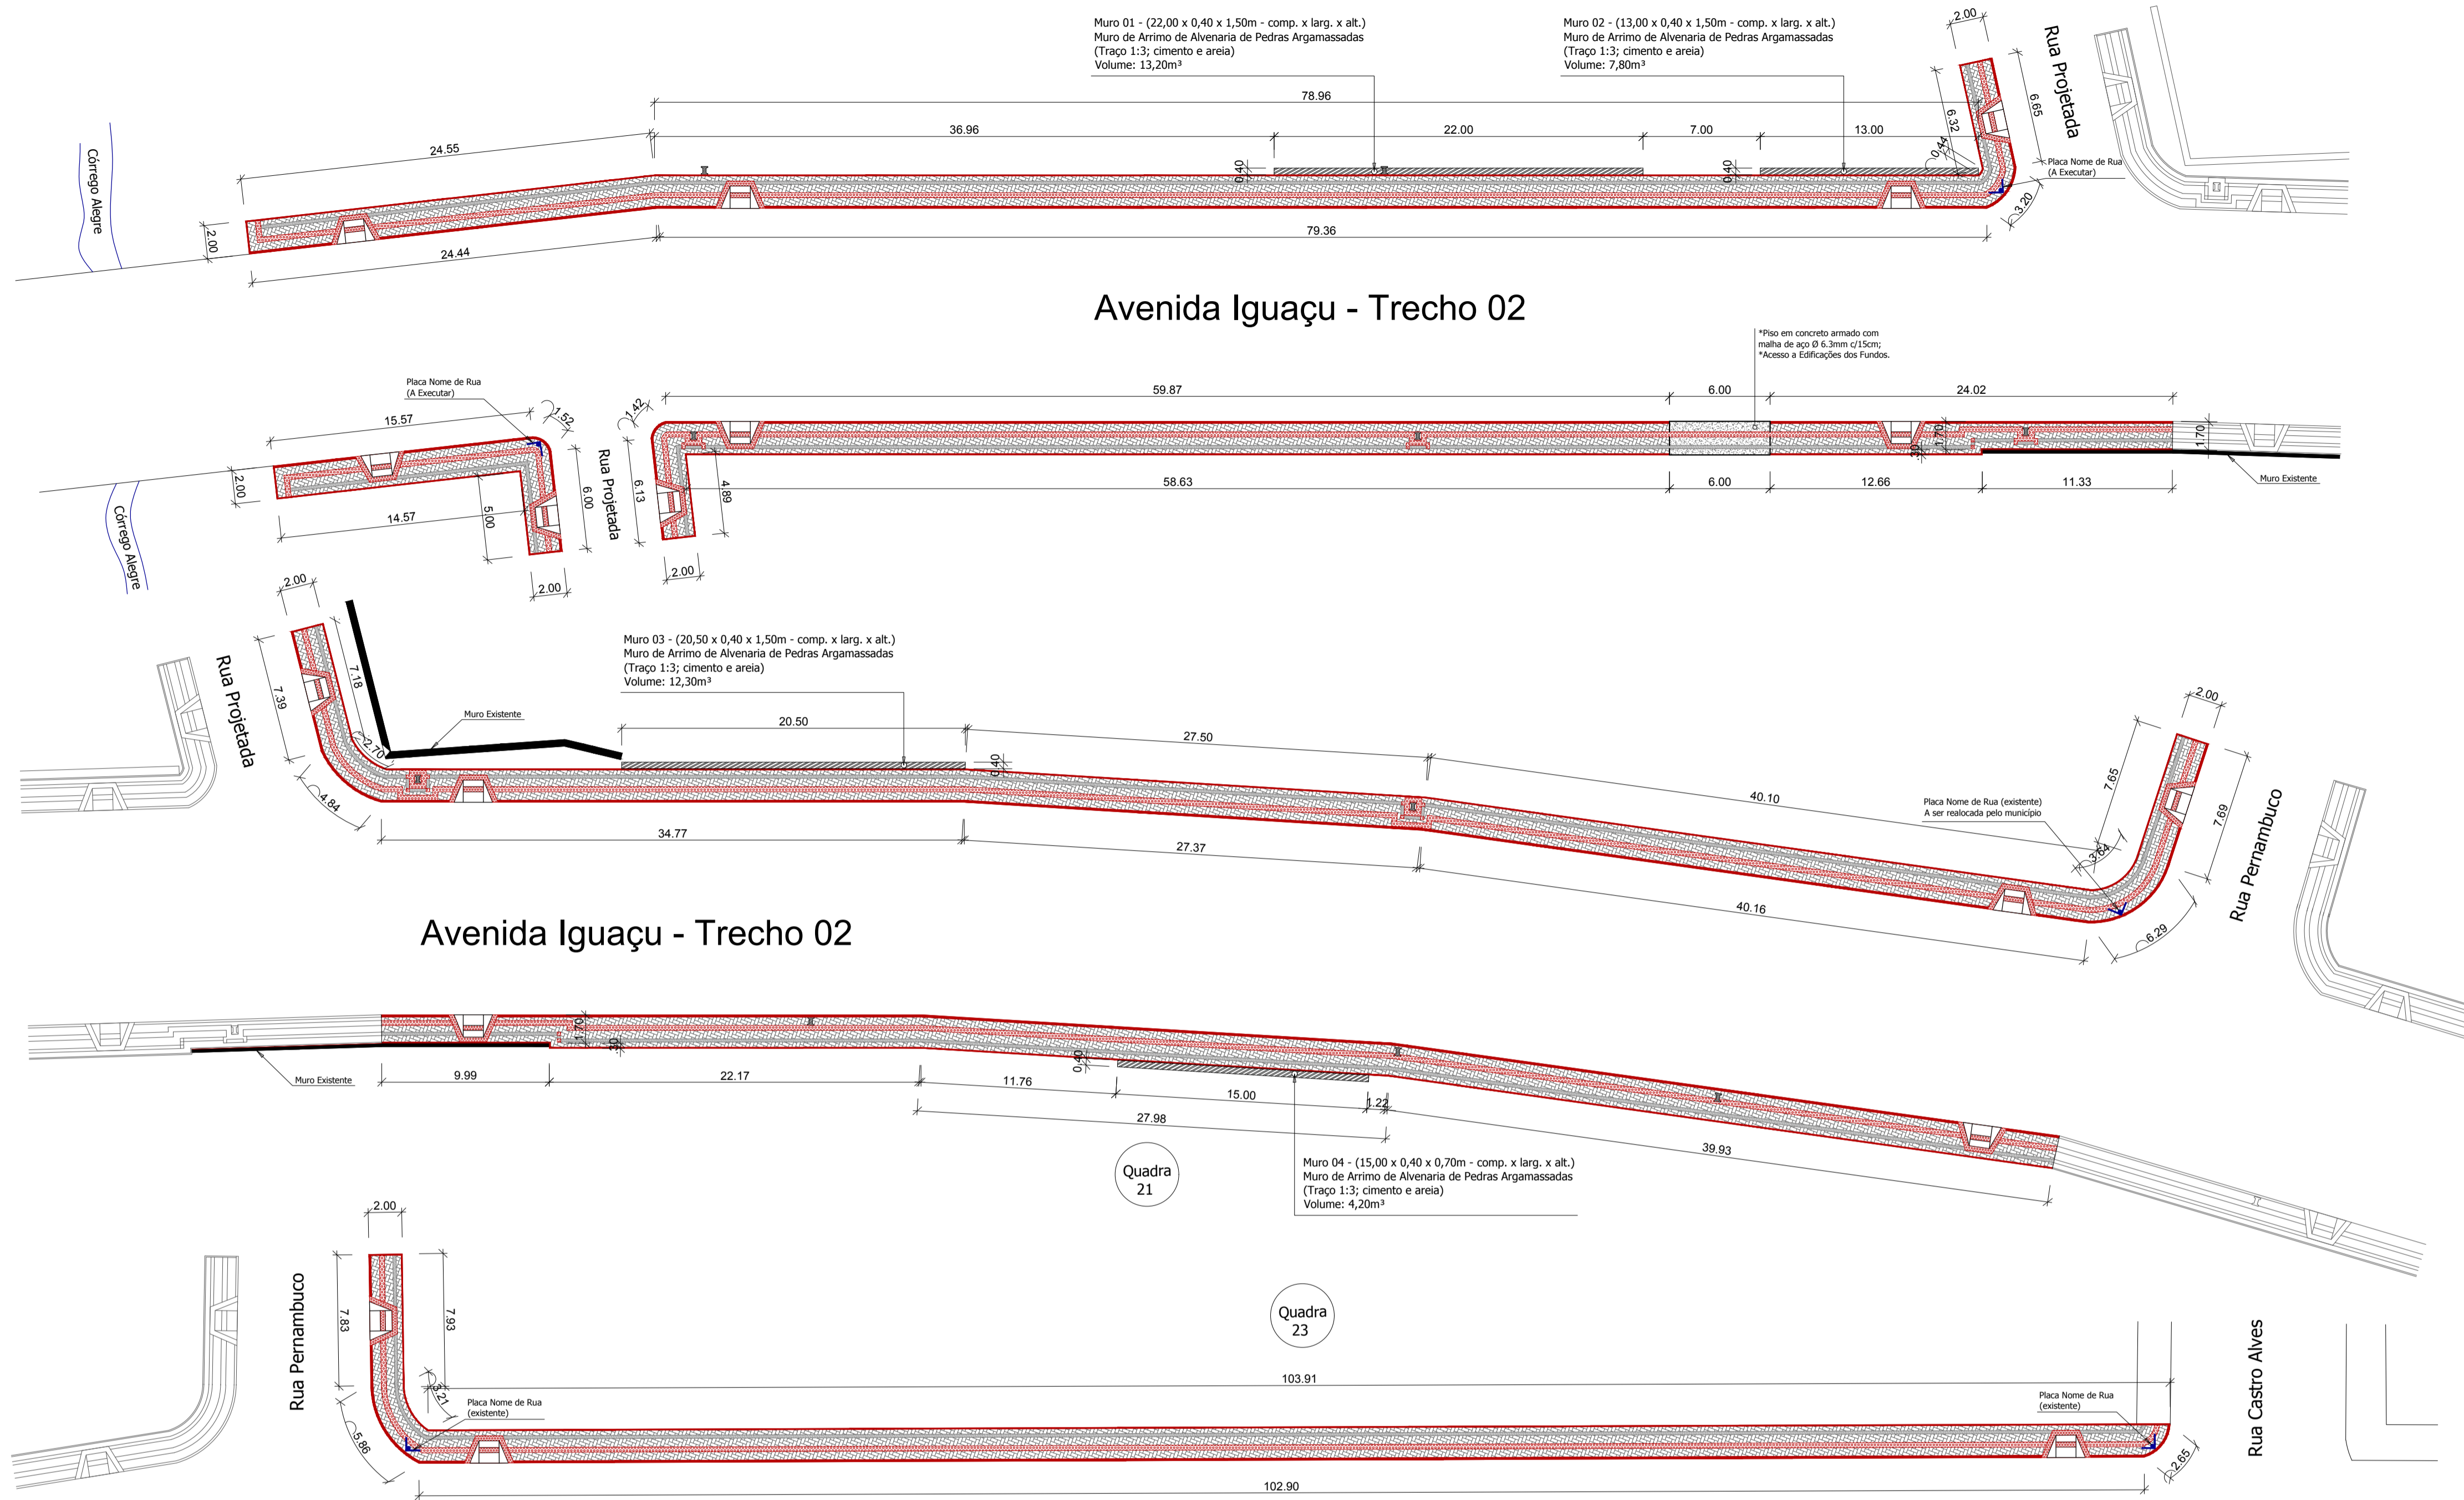 Muro 01 - (22,00 x 0,40 x 1,50m - comp. x larg. x alt.)
Muro de Arrimo de Alvenaria de Pedras Argamassadas
(Traço 1:3; cimento e areia)
Volume: 13,20m³
Muro 02 - (13,00 x 0,40 x 1,50m - comp. x larg. x alt.)
Muro de Arrimo de Alvenaria de Pedras Argamassadas
(Traço 1:3; cimento e areia)
Volume: 7,80m³
2.00
Rua Projetada
78.96
6.65
6.32
36.96
22.00
7.00
13.00
0.44
24.55
0.40
0.40
Córrego Alegre
Placa Nome de Rua
(A Executar)
3.20
2.00
24.44
79.36
Avenida Iguaçu - Trecho 02
*Piso em concreto armado com
malha de aço Ø 6.3mm c/15cm;
*Acesso a Edificações dos Fundos.
Placa Nome de Rua
(A Executar)
15.57
1.52
1.42
59.87
6.00
24.02
2.00
Rua Projetada
6.00
6.13
4.89
5.00
14.57
58.63
6.00
12.66
11.33
1.70
.30
1.70
Muro Existente
Córrego Alegre
2.00
2.00
2.00
Rua Projetada
7.39
7.18
2.70
4.84
Muro Existente
Muro 03 - (20,50 x 0,40 x 1,50m - comp. x larg. x alt.)
Muro de Arrimo de Alvenaria de Pedras Argamassadas
(Traço 1:3; cimento e areia)
Volume: 12,30m³
20.50
27.50
0.40
40.10
34.77
27.37
40.16
Placa Nome de Rua (existente)
A ser realocada pelo município
2.00
7.65
7.69
3.64
6.29
Rua Pernambuco
Avenida Iguaçu - Trecho 02
Muro Existente
1.70
.30
9.99
22.17
0.40
11.76
15.00
1.22
27.98
39.93
Quadra
21
Muro 04 - (15,00 x 0,40 x 0,70m - comp. x larg. x alt.)
Muro de Arrimo de Alvenaria de Pedras Argamassadas
(Traço 1:3; cimento e areia)
Volume: 4,20m³
2.00
Rua Pernambuco
7.83
7.93
3.21
5.86
Placa Nome de Rua
(existente)
Quadra
23
103.91
Placa Nome de Rua
(existente)
Rua Castro Alves
2.65
102.90